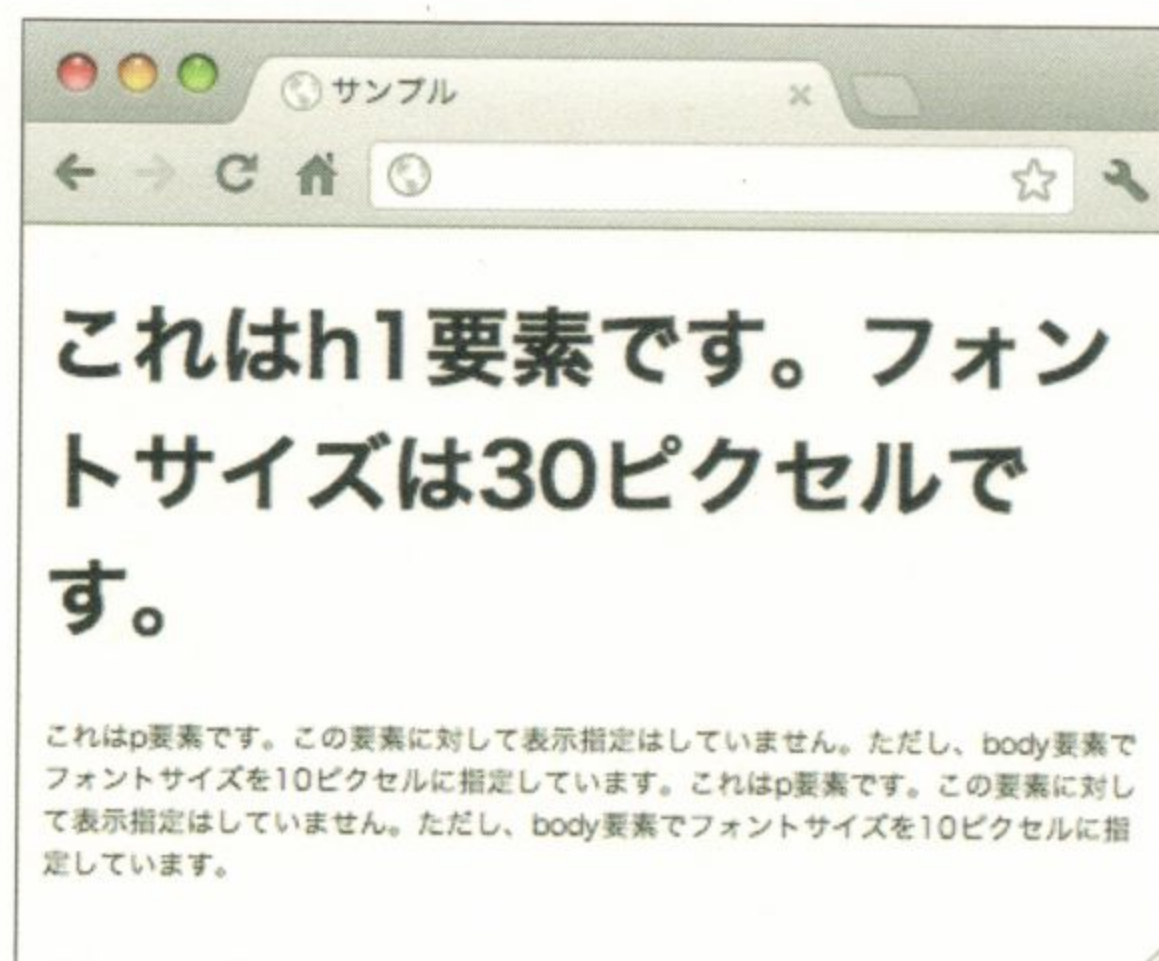 サンプル
これはh1要素です。フォン
トサイズは30ピクセルで
す。
これはp要素です。この要素に対して表示指定はしていません。ただし、body要素で
フォントサイズを10ピクセルに指定しています。これはp要素です。この要素に対し
て表示指定はしていません。ただし、body要素でフォントサイズを10ピクセルに指
定しています。